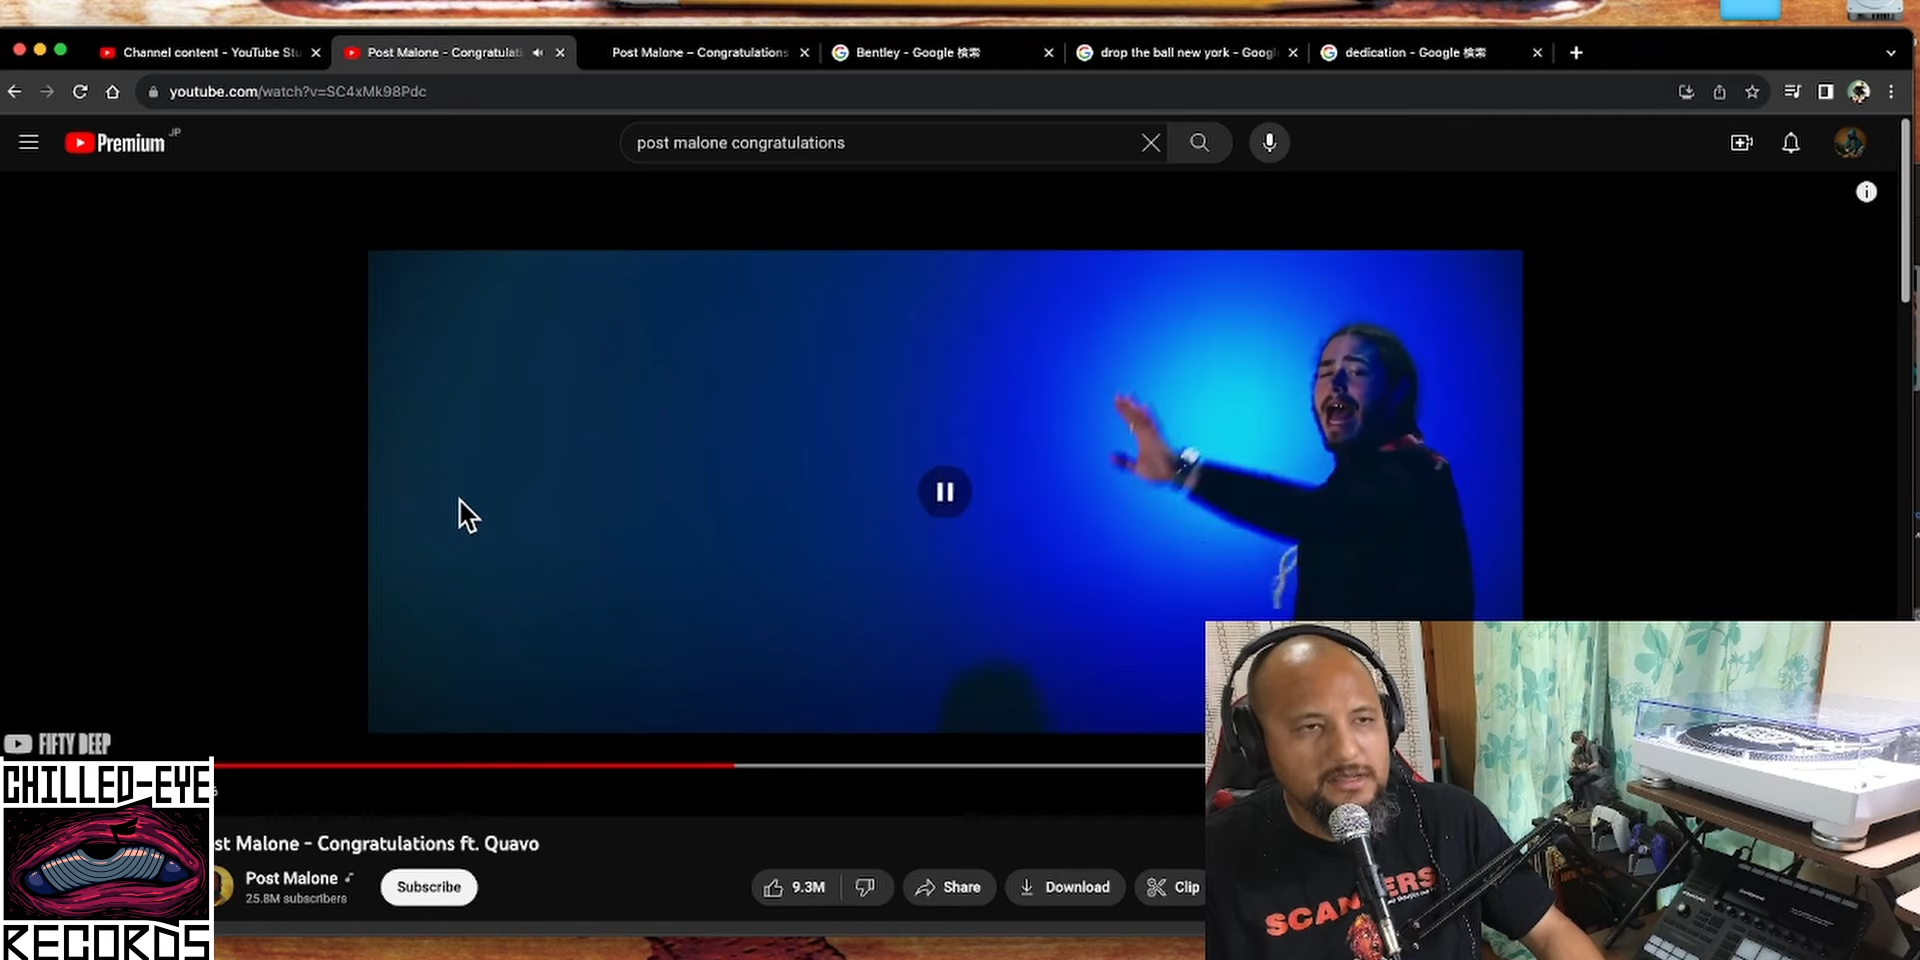 Channel content - YouTube Stu
Post Malone - Congratulati
Post Malone – Congratulations
Bentley - Google 検索
drop the ball new york - Googl
dedication - Google 検索
youtube.com/watch?v=SC4xMk98Pdc
Premium JP
post malone congratulations
FIFTY DEEP
CHILLED-EYE
RECORDS
st Malone - Congratulations ft. Quavo
Post Malone
25.8M subscribers
Subscribe
9.3M
Share
Download
Clip
SCANNERS